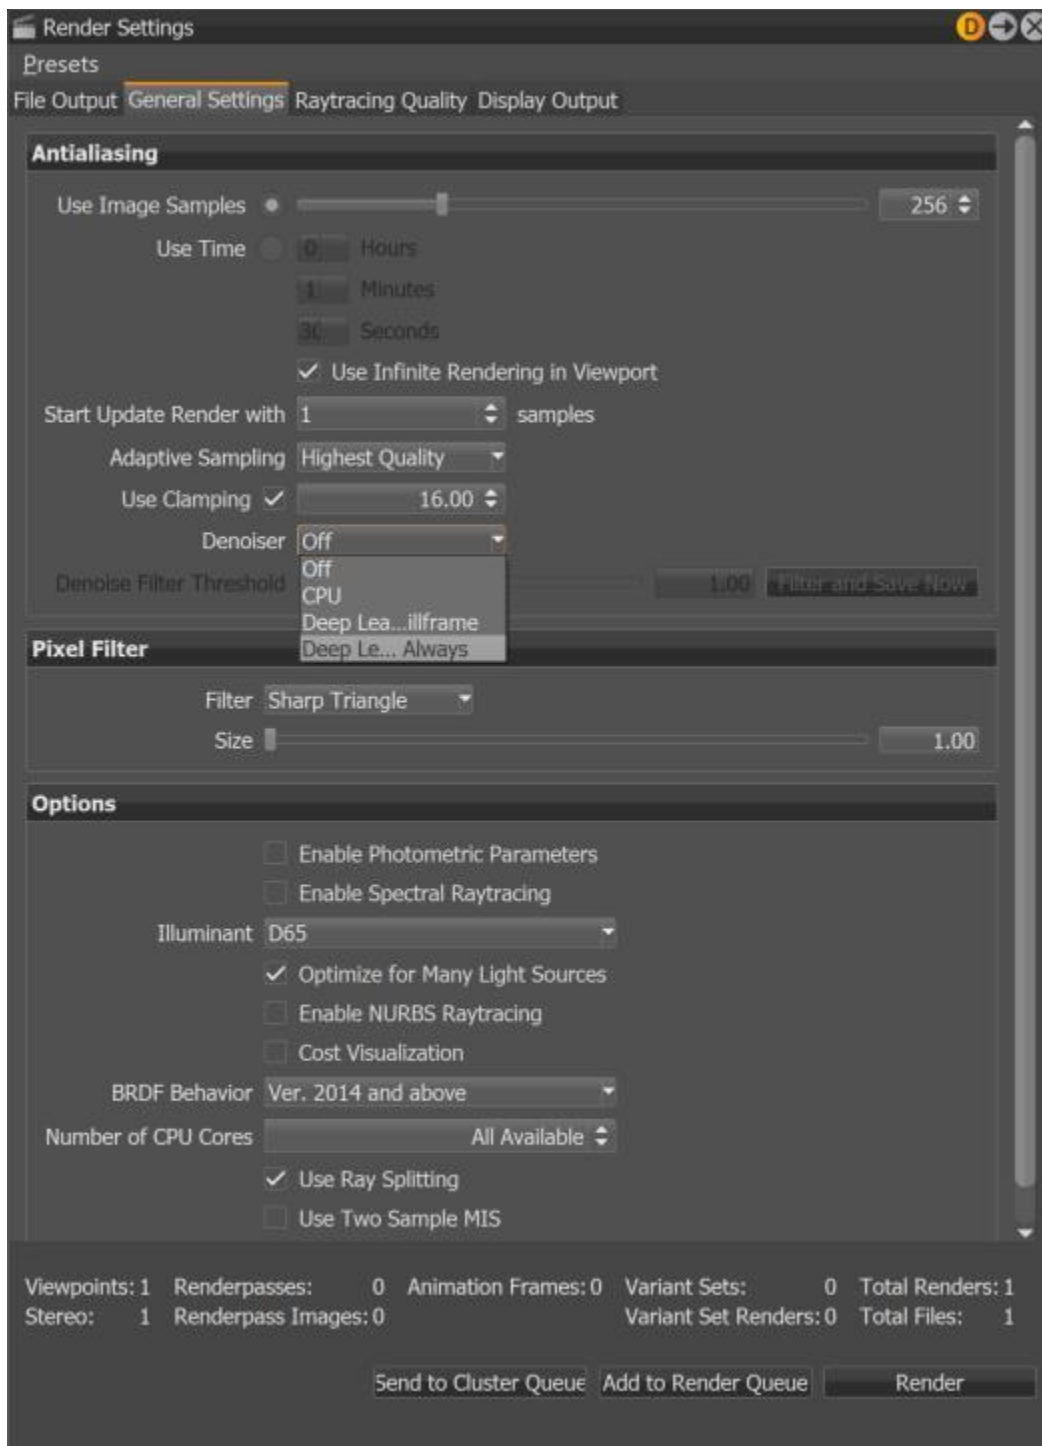 Render Settings D
Presets
File Output General Settings Raytracing Quality Display Output
Antialiasing
Use Image Samples 256
Use Time 0 Hours
1 Minutes
30 Seconds
Use Infinite Rendering in Viewport
Start Update Render with 1 samples
Adaptive Sampling Highest Quality
Use Clamping 16.00
Denoiser Off
Off
Denoise Filter Threshold 1.00 Filter and Save Now
CPU
Deep Lea...illframe
Deep Le... Always
Pixel Filter
Filter Sharp Triangle
Size 1.00
Options
Enable Photometric Parameters
Enable Spectral Raytracing
Illuminant D65
Optimize for Many Light Sources
Enable NURBS Raytracing
Cost Visualization
BRDF Behavior Ver. 2014 and above
Number of CPU Cores All Available
Use Ray Splitting
Use Two Sample MIS
Viewpoints: 1 Renderpasses: 0 Animation Frames: 0 Variant Sets: 0 Total Renders: 1
Stereo: 1 Renderpass Images: 0 Variant Set Renders: 0 Total Files: 1
Send to Cluster Queue Add to Render Queue Render